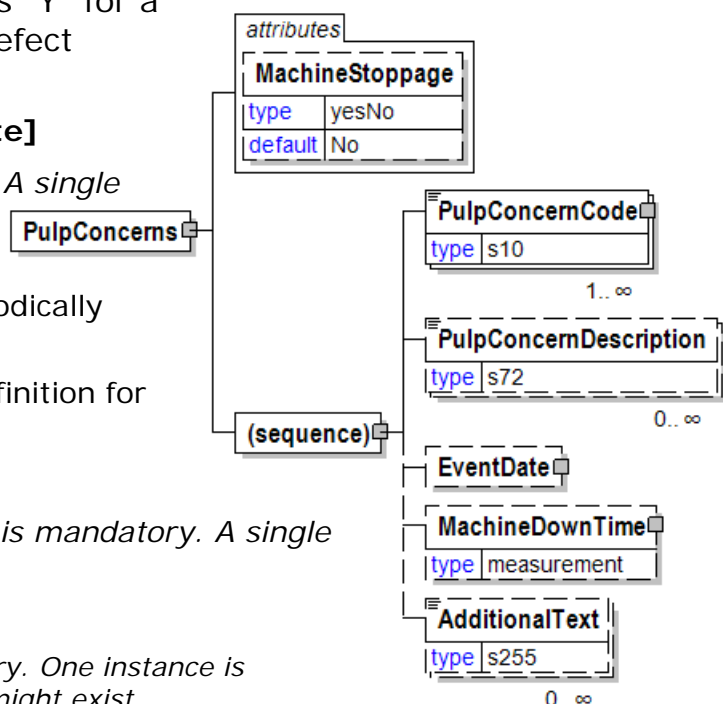 s "Y" for a
efect
te]
A single
odically
finition for
is mandatory. A single
ry. One instance is
might exist
attributes
MachineStoppage
type yesNo
default No
PulpConcerns
(sequence)
PulpConcernCode
type s10
1.. ∞
PulpConcernDescription
type s72
0.. ∞
EventDate
MachineDownTime
type measurement
AdditionalText
type s255
0.. ∞